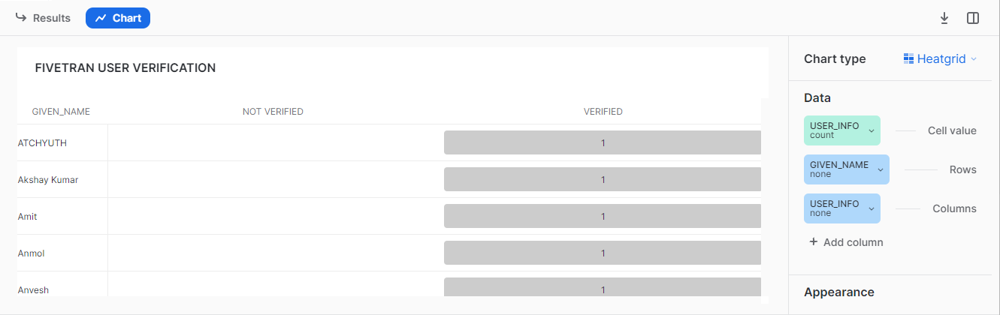 Results
Chart
FIVETRAN USER VERIFICATION
GIVEN_NAME NOT VERIFIED VERIFIED
ATCHYUTH 1
Akshay Kumar 1
Amit 1
Anmol 1
Anvesh 1
Chart type Heatgrid
Data
USER_INFO
count
Cell value
GIVEN_NAME
none
Rows
USER_INFO
none
Columns
+ Add column
Appearance